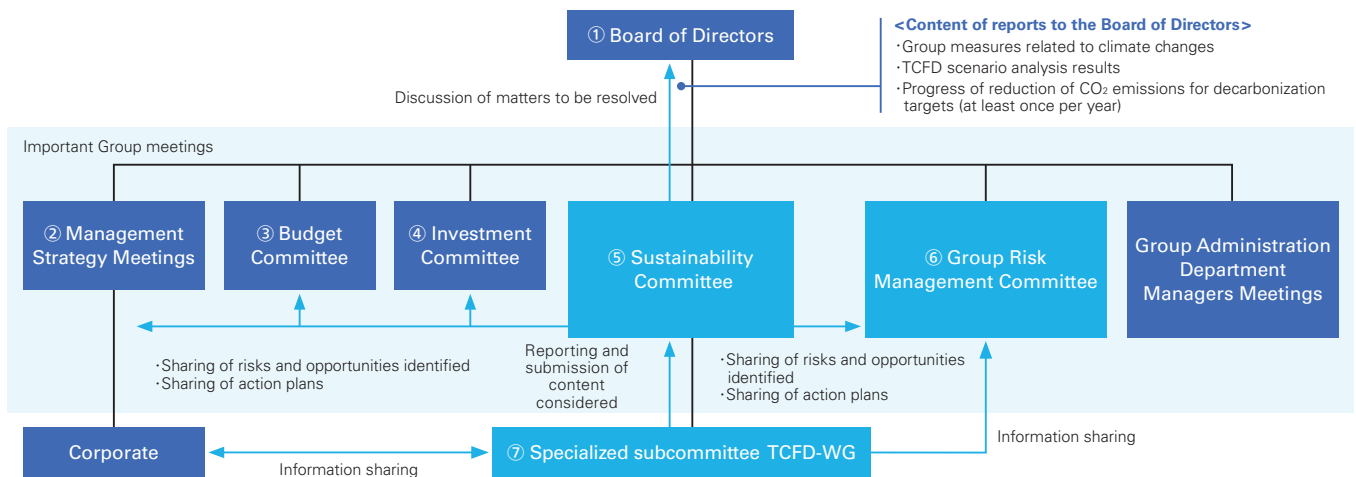 ① Board of Directors
<Content of reports to the Board of Directors>
・Group measures related to climate changes
・TCFD scenario analysis results
・Progress of reduction of CO₂ emissions for decarbonization
targets (at least once per year)
Discussion of matters to be resolved
Important Group meetings
② Management
Strategy Meetings
③ Budget
Committee
④ Investment
Committee
⑤ Sustainability
Committee
⑥ Group Risk
Management Committee
Group Administration
Department
Managers Meetings
・Sharing of risks and opportunities identified
・Sharing of action plans
Reporting and
submission of
content
considered
・Sharing of risks and opportunities
identified
・Sharing of action plans
Corporate
Information sharing
⑦ Specialized subcommittee TCFD-WG
Information sharing